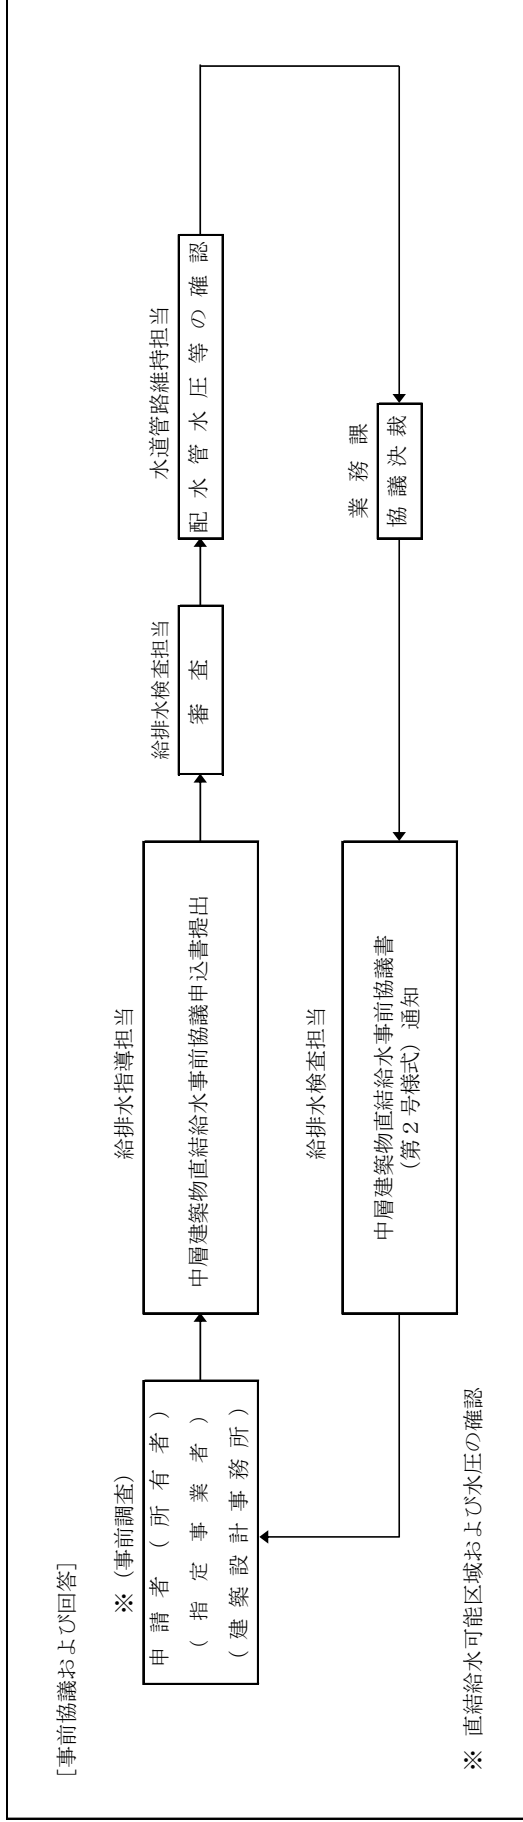 [事前協議および回答]
※ (事前調査)
申請者(所有者)
(指定事業者)
(建築設計事務所)
給排水指導担当
中層建築物直結給水事前協議申込書提出
給排水検査担当
審査
水道管路維持担当
配水管水圧等の確認
業務課
協議決裁
給排水検査担当
中層建築物直結給水事前協議書
(第2号様式) 通知
※ 直結給水可能区域および水圧の確認